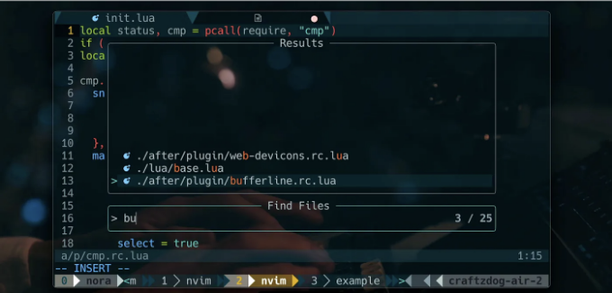 init.lua
1 local status, cmp = pcall(require, "cmp")
2 if (
3 loca
4
5 cmp.
6 sn
7
8
9
10 },
11 ma
12
13
14
15
16
18 select = true
Results
./after/plugin/web-devicons.rc.lua
./lua/base.lua
> ./after/plugin/bufferline.rc.lua
Find Files
> bu 3 / 25
a/p/cmp.rc.lua 1:15
-- INSERT --
0 nora <m 1 nvim 2 nvim 3 example > craftzdog-air-2